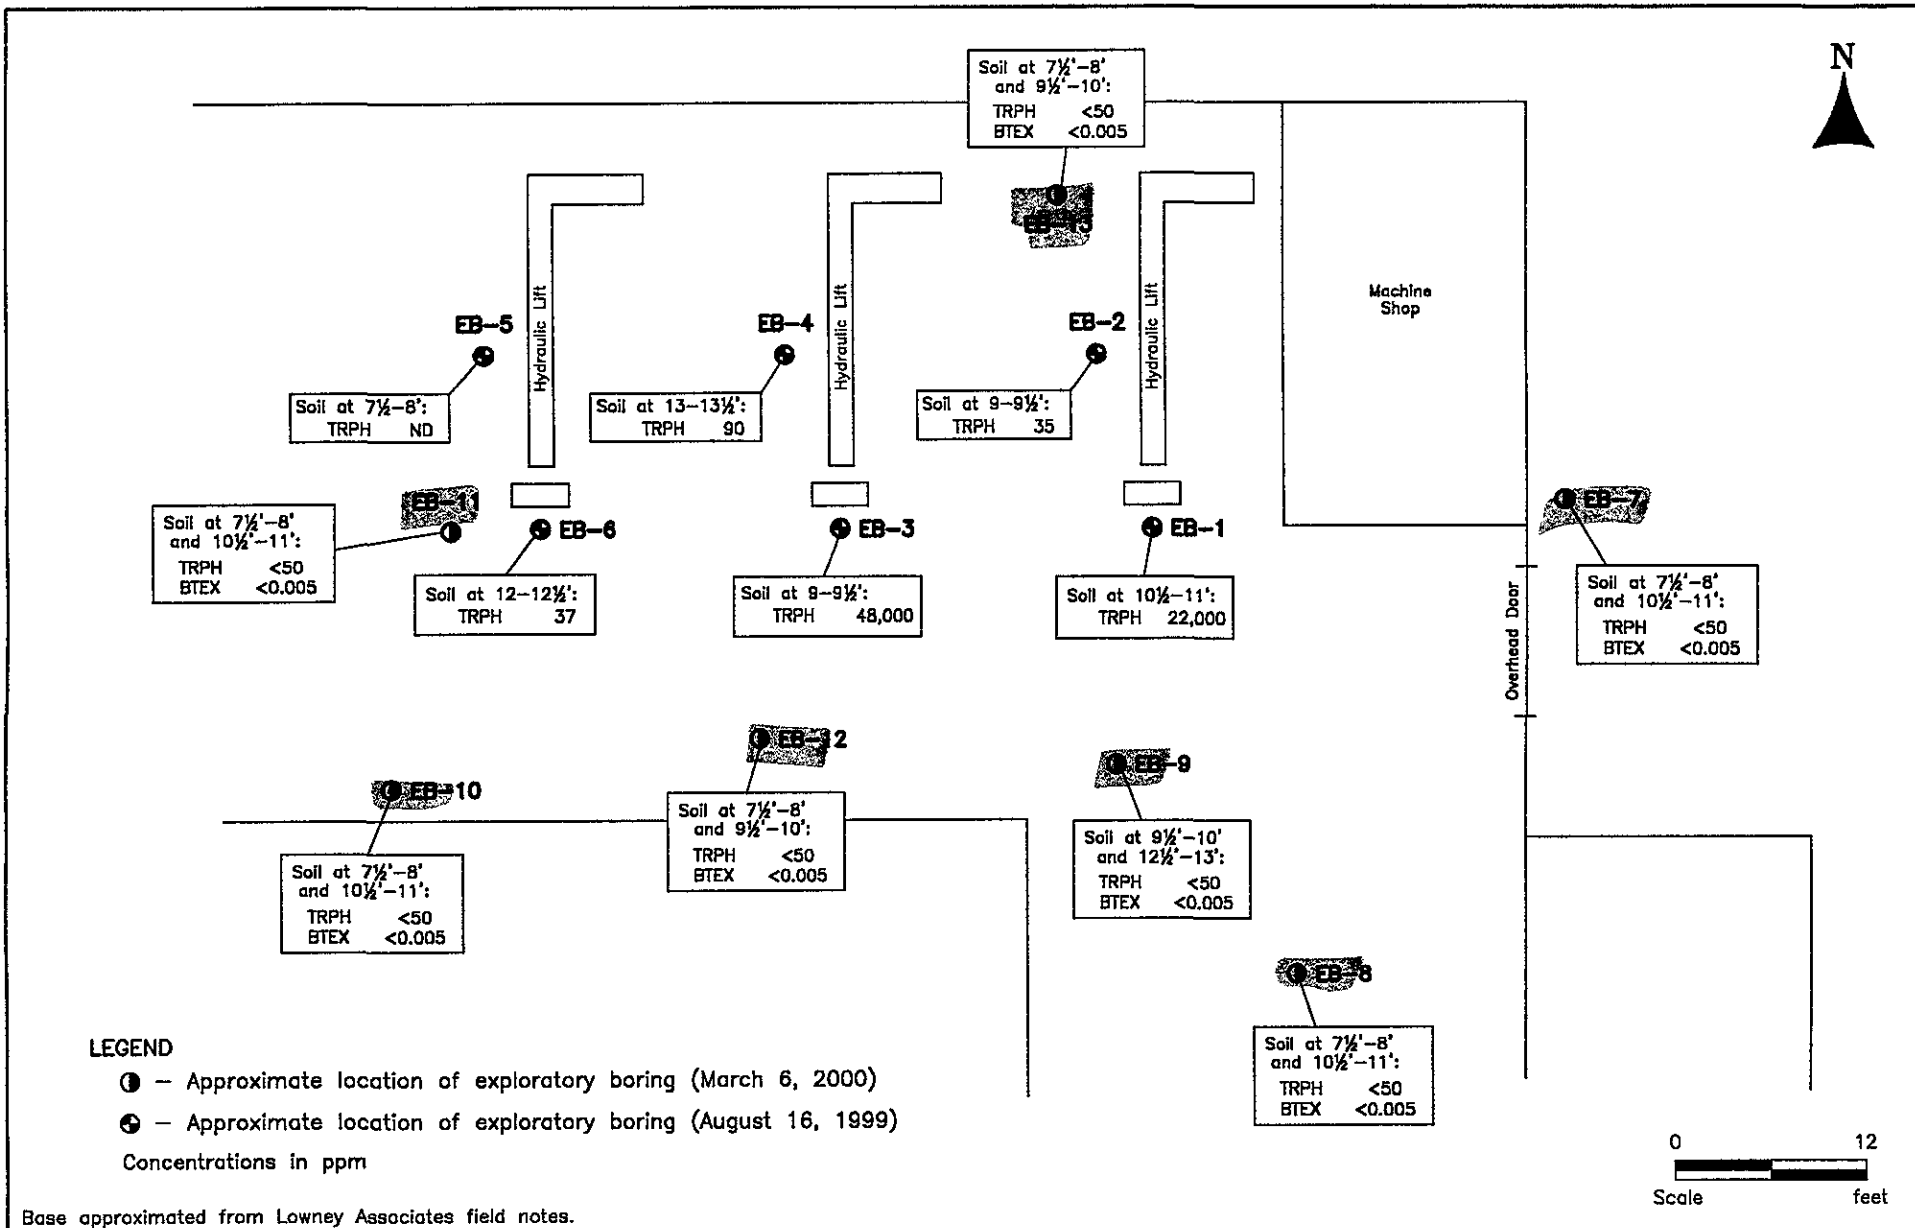 N
Soil at 7½'–8'
and 9½'–10':
TRPH <50
BTEX <0.005
EB–13
Hydraulic Lift
Hydraulic Lift
Hydraulic Lift
Machine
Shop
EB–5
EB–4
EB–2
Soil at 7½–8':
TRPH ND
Soil at 13–13½':
TRPH 90
Soil at 9–9½':
TRPH 35
EB–11
EB–6
EB–3
EB–1
EB–7
Soil at 7½'–8'
and 10½'–11':
TRPH <50
BTEX <0.005
Soil at 12–12½':
TRPH 37
Soil at 9–9½':
TRPH 48,000
Soil at 10½–11':
TRPH 22,000
Soil at 7½'–8'
and 10½'–11':
TRPH <50
BTEX <0.005
Overhead Door
EB–12
EB–9
EB–10
Soil at 7½'–8'
and 9½'–10':
TRPH <50
BTEX <0.005
Soil at 9½'–10'
and 12½'–13':
TRPH <50
BTEX <0.005
Soil at 7½'–8'
and 10½'–11':
TRPH <50
BTEX <0.005
EB–8
Soil at 7½'–8'
and 10½'–11':
TRPH <50
BTEX <0.005
LEGEND
– Approximate location of exploratory boring (March 6, 2000)
– Approximate location of exploratory boring (August 16, 1999)
Concentrations in ppm
0 12
Scale feet
Base approximated from Lowney Associates field notes.